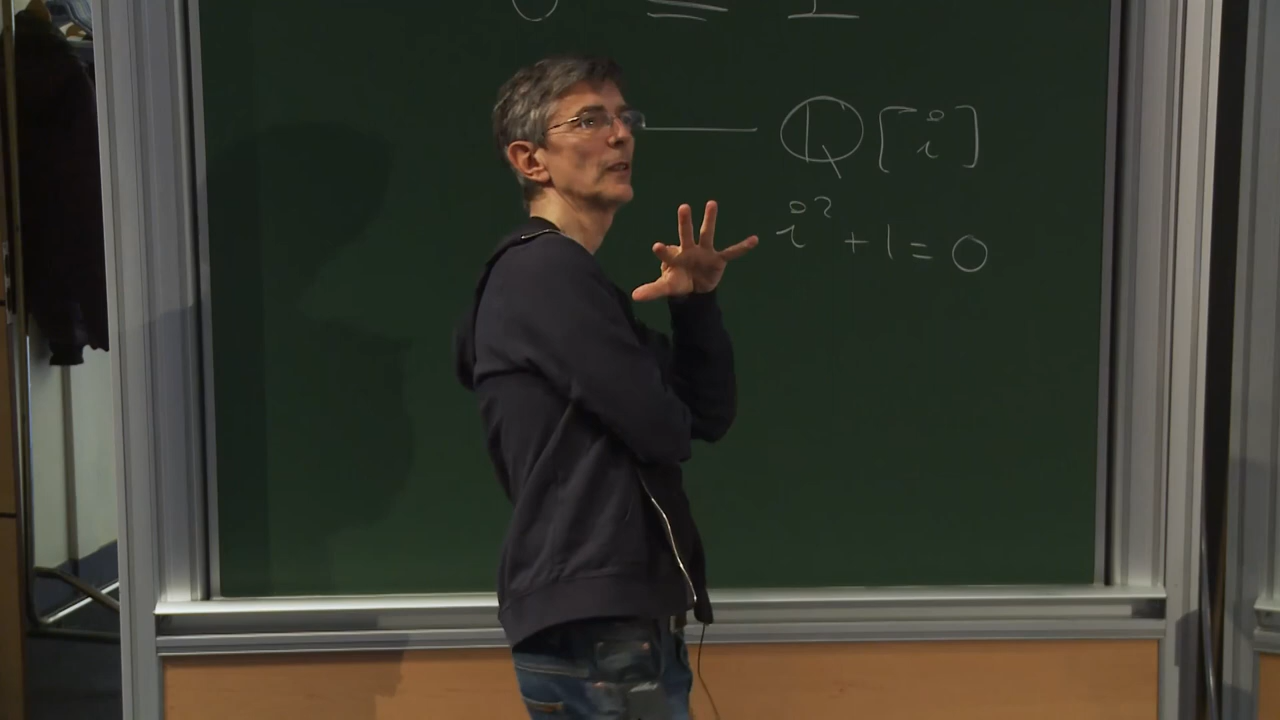 ℚ[i]
i² + 1 = 0